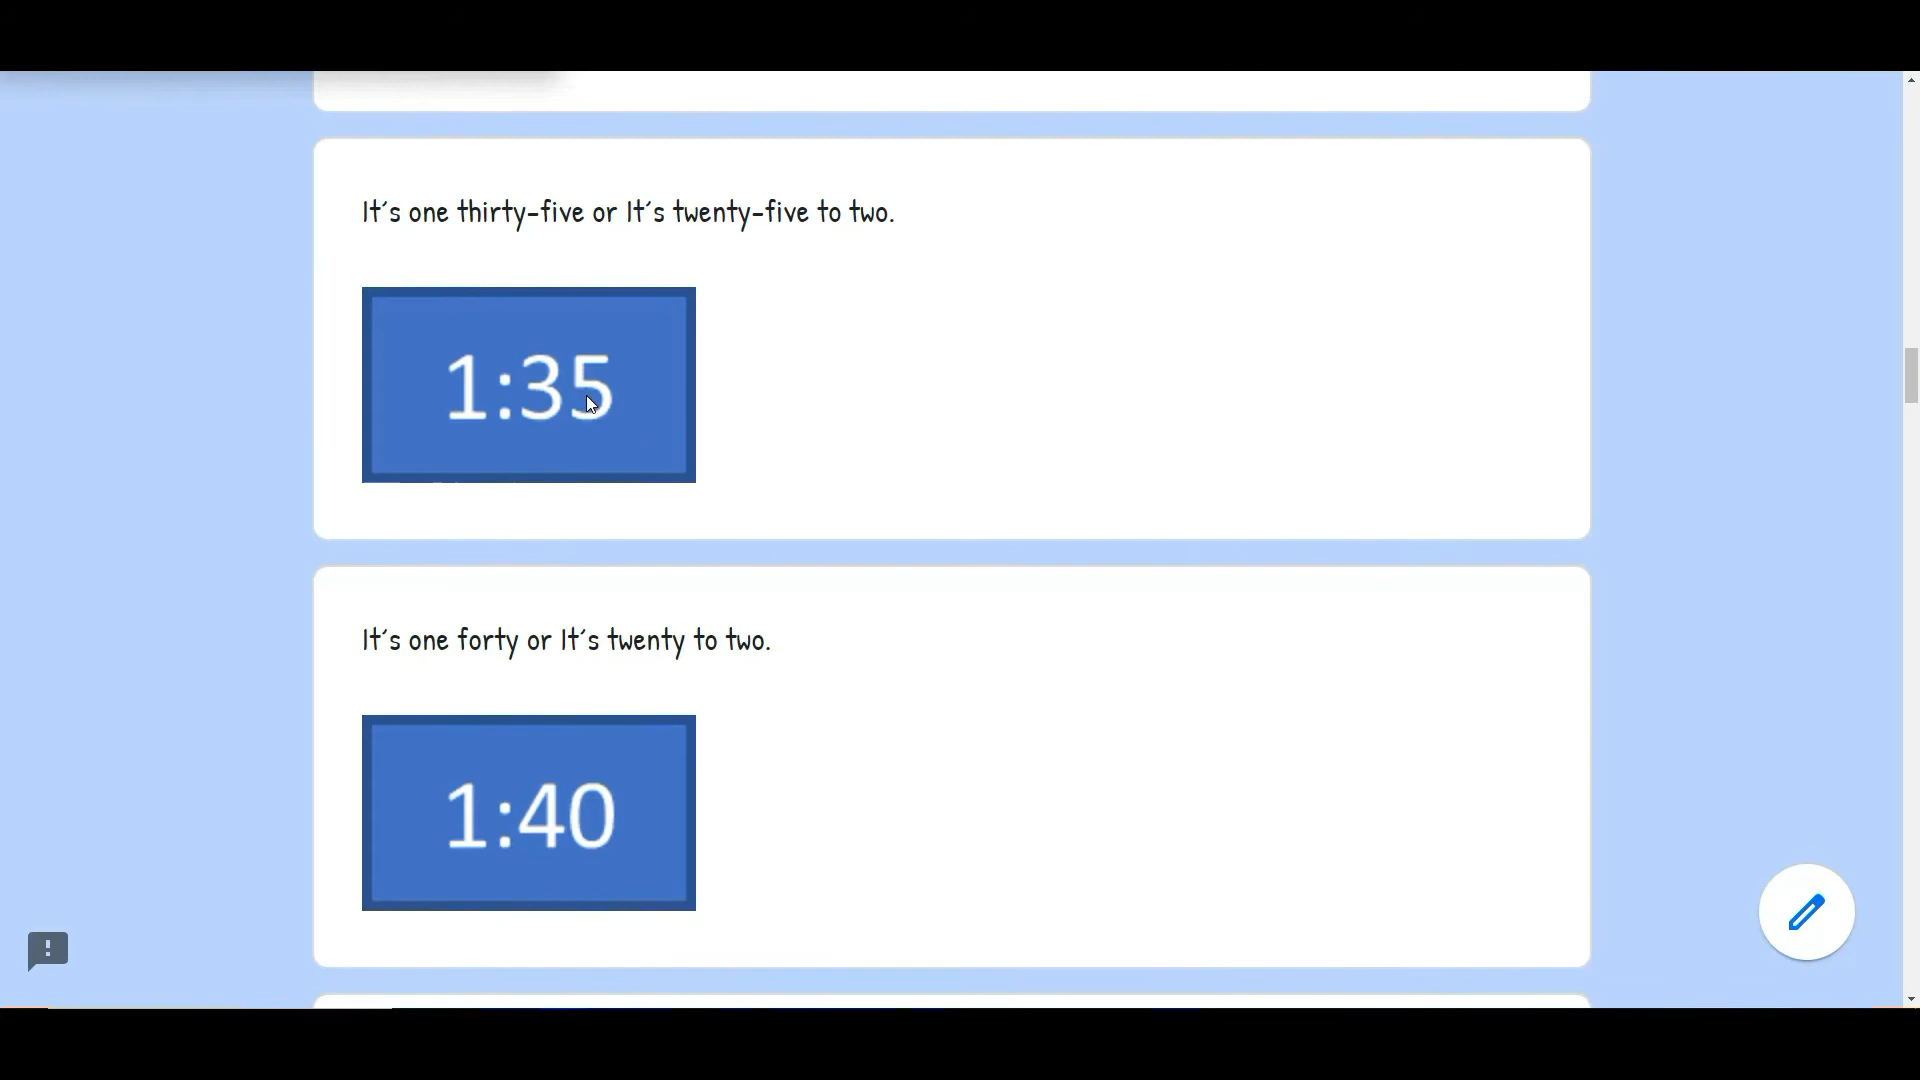 It´s one thirty-five or It´s twenty-five to two.
1:35
It´s one forty or It´s twenty to two.
1:40